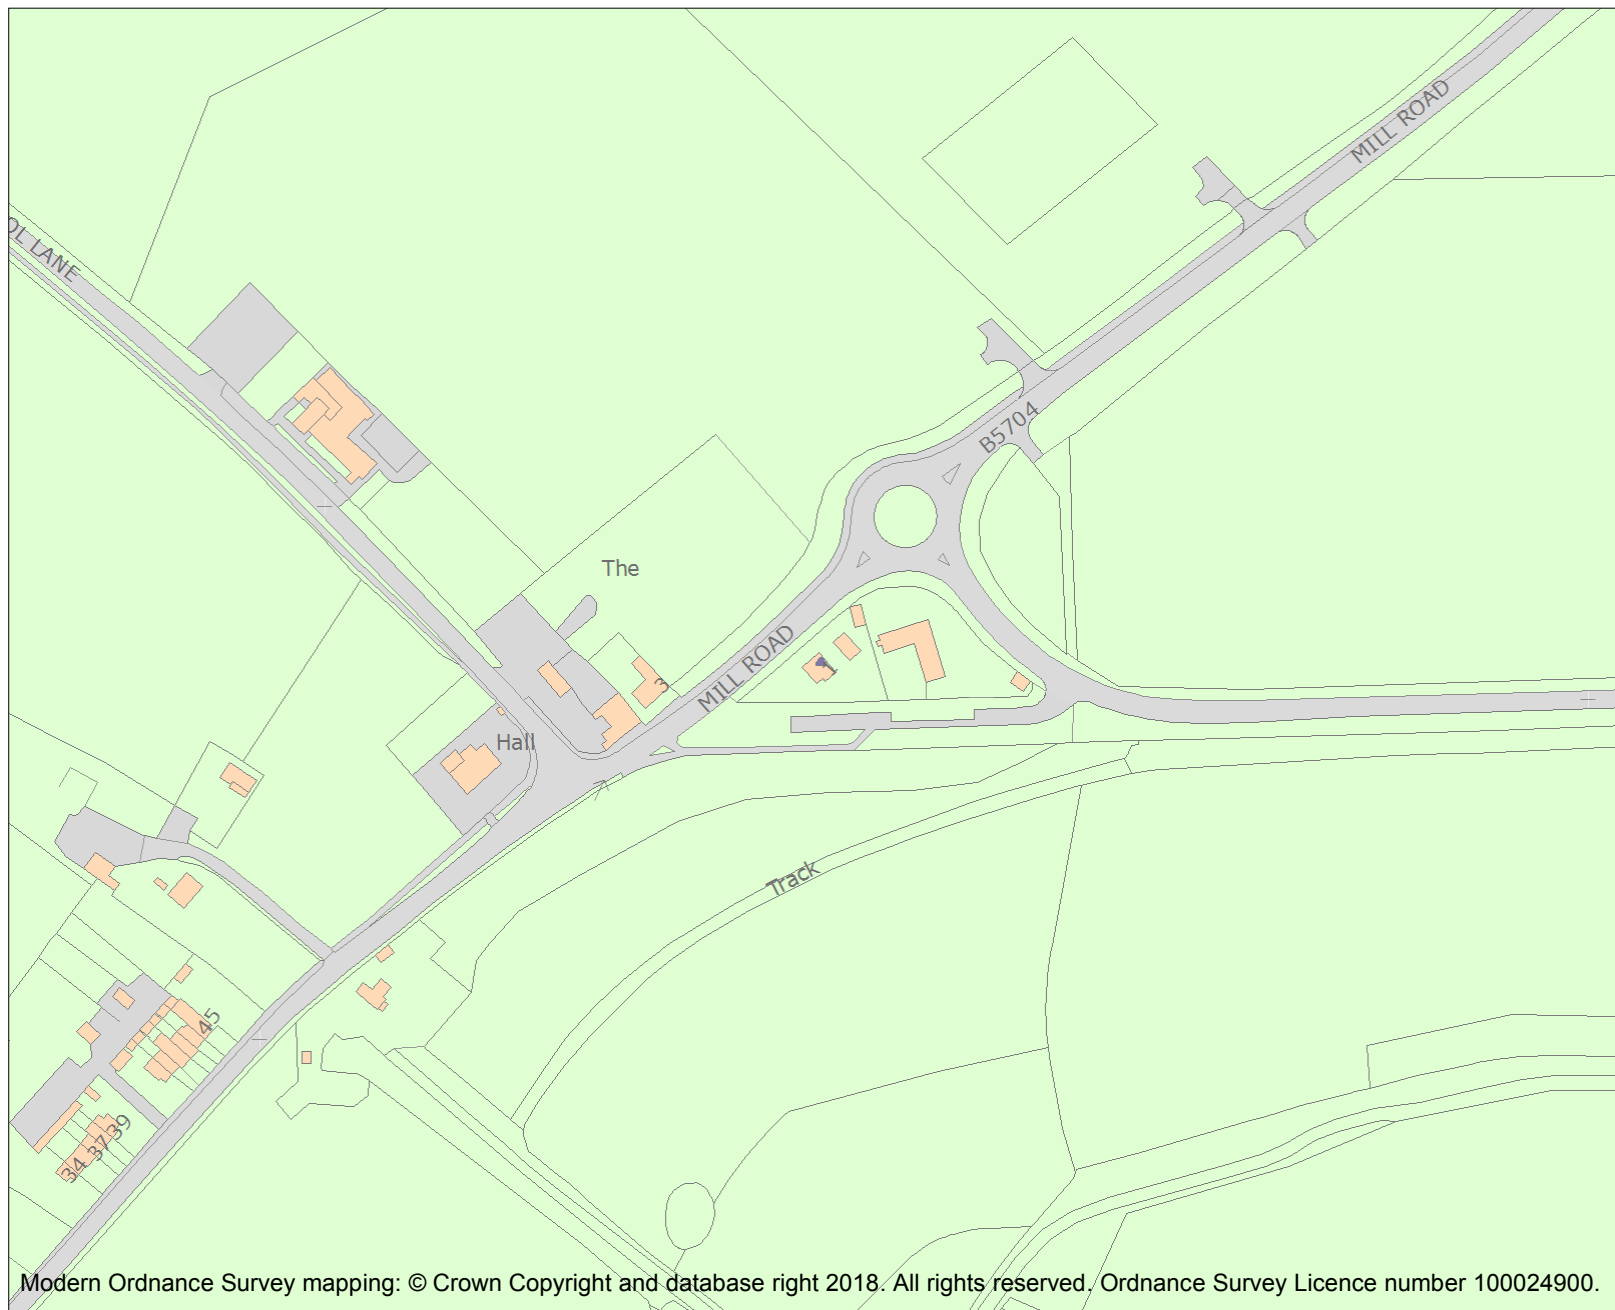 MILL ROAD
OL LANE
B5704
The
MILL ROAD
1
3
Hall
Track
45
39
37
34
Modern Ordnance Survey mapping: © Crown Copyright and database right 2018. All rights reserved. Ordnance Survey Licence number 100024900.